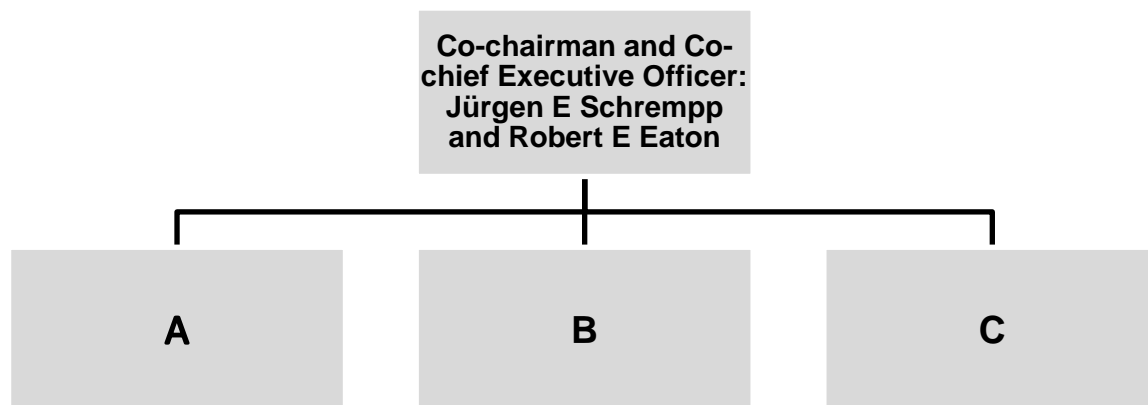 Co-chairman and Co-
chief Executive Officer:
Jürgen E Schrempp
and Robert E Eaton
A
B
C